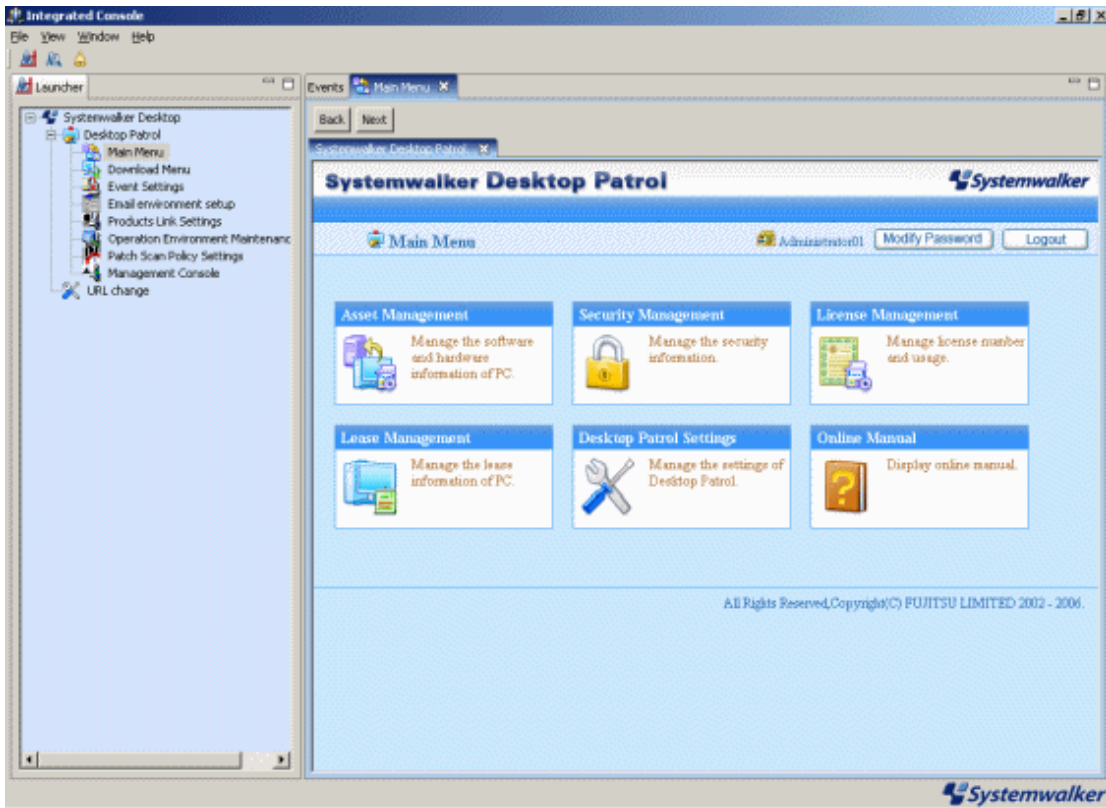 Integrated Console
File View Window Help
Launcher
Systemwalker Desktop
Desktop Patrol
Main Menu
Download Menu
Event Settings
Email environment setup
Products Link Settings
Operation Environment Maintenanc
Patch Scan Policy Settings
Management Console
URL change
Events Main Menu
Back Next
Systemwalker Desktop Patrol
Systemwalker Desktop Patrol Systemwalker
Main Menu Administrator01 Modify Password Logout
Asset Management
Manage the software
and hardware
information of PC.
Security Management
Manage the security
information.
License Management
Manage license number
and usage.
Lease Management
Manage the lease
information of PC.
Desktop Patrol Settings
Manage the settings of
Desktop Patrol.
Online Manual
Display online manual.
All Rights Reserved,Copyright(C) FUJITSU LIMITED 2002 - 2006.
Systemwalker